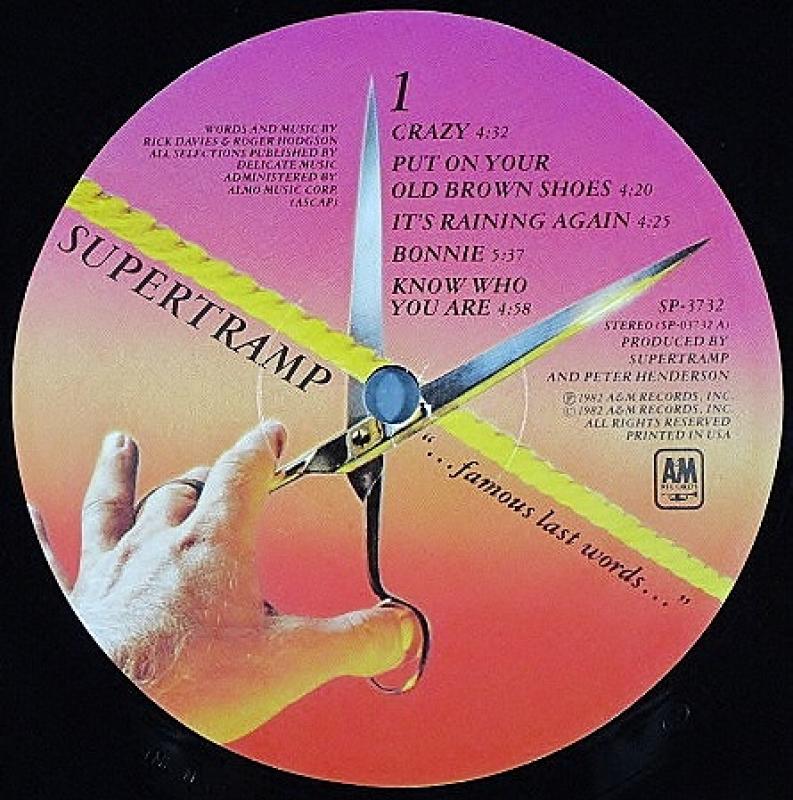 1
WORDS AND MUSIC BY
RICK DAVIES & ROGER HODGSON
ALL SELECTIONS PUBLISHED BY
DELICATE MUSIC
ADMINISTERED BY
ALMO MUSIC CORP.
(ASCAP)
CRAZY 4:32
PUT ON YOUR
OLD BROWN SHOES 4:20
IT'S RAINING AGAIN 4:25
BONNIE 5:37
KNOW WHO
YOU ARE 4:58
SUPERTRAMP
SP-3732
STEREO (SP-03732 A)
PRODUCED BY
SUPERTRAMP
AND PETER HENDERSON
℗ 1982 A&M RECORDS, INC.
© 1982 A&M RECORDS, INC.
ALL RIGHTS RESERVED
PRINTED IN USA
A&M
RECORDS
“...famous last words...”